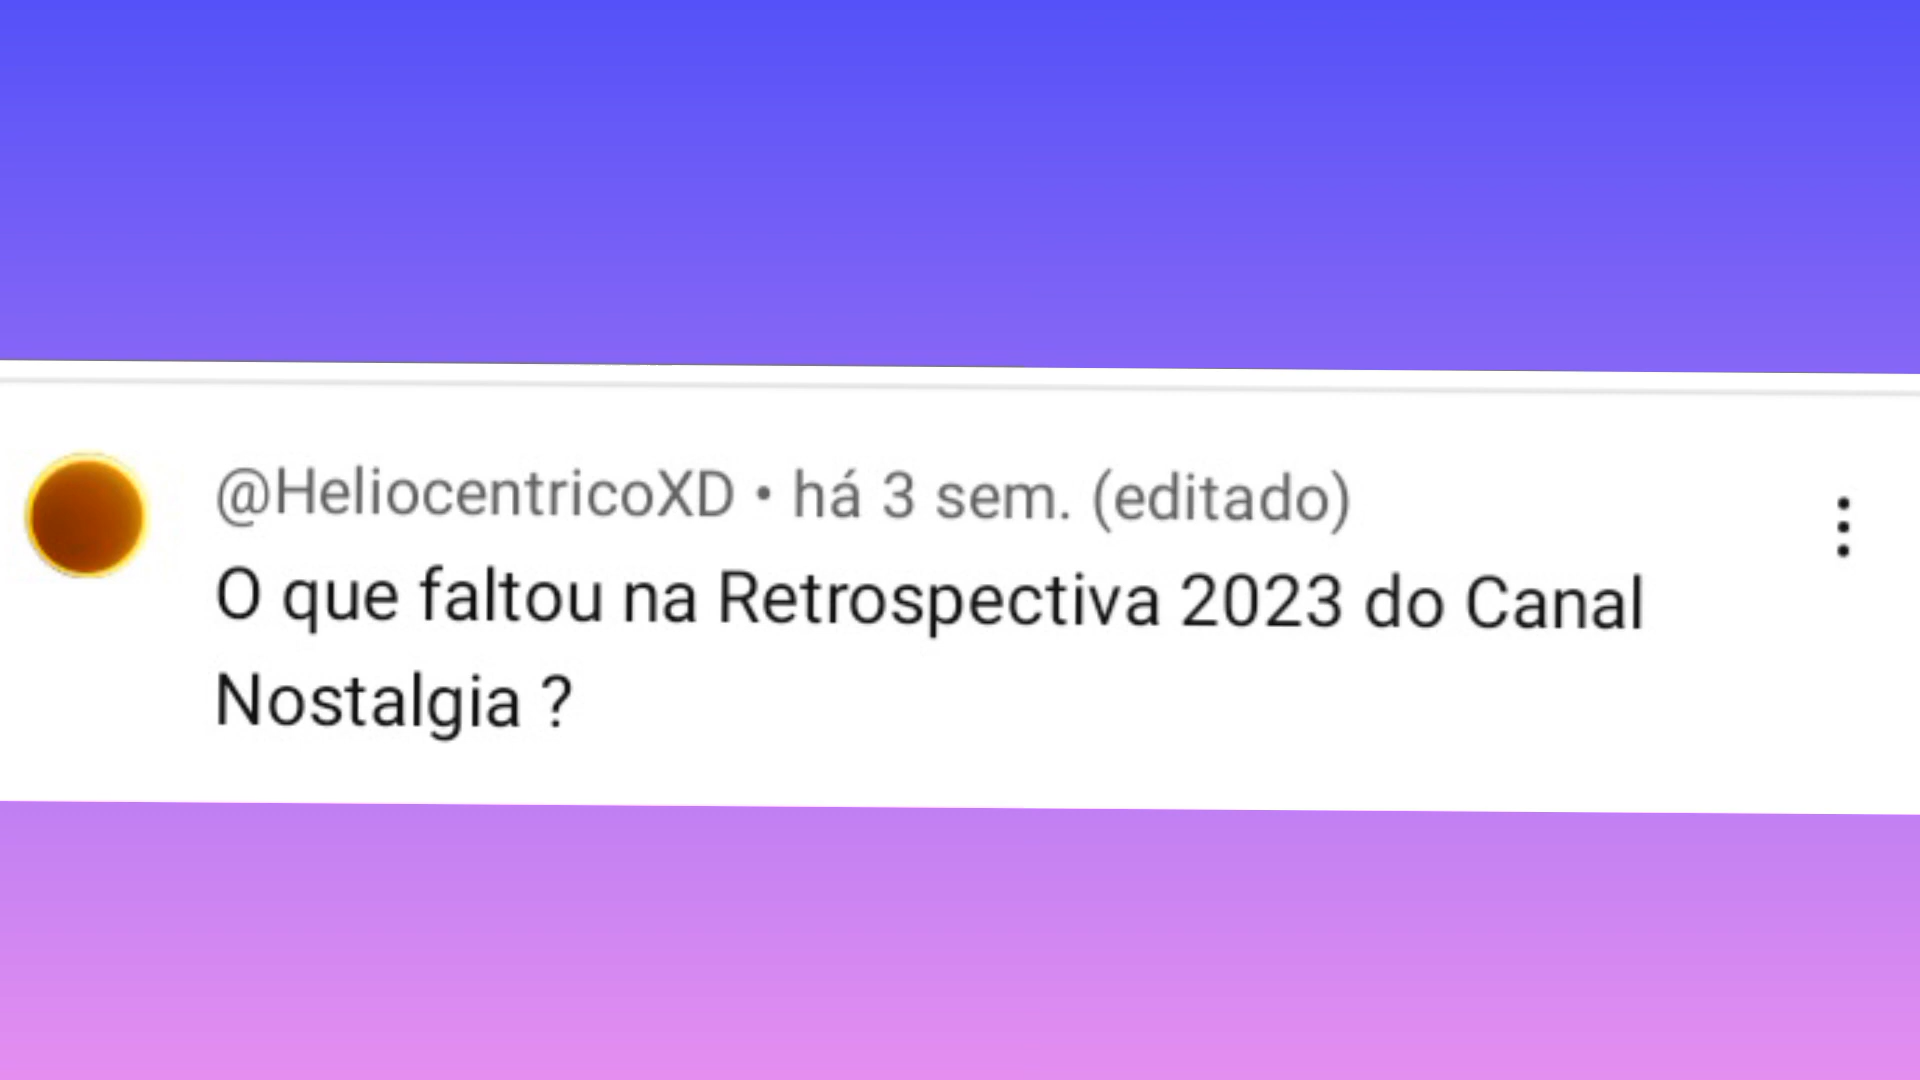 @HeliocentricoXD • há 3 sem. (editado)
O que faltou na Retrospectiva 2023 do Canal
Nostalgia ?